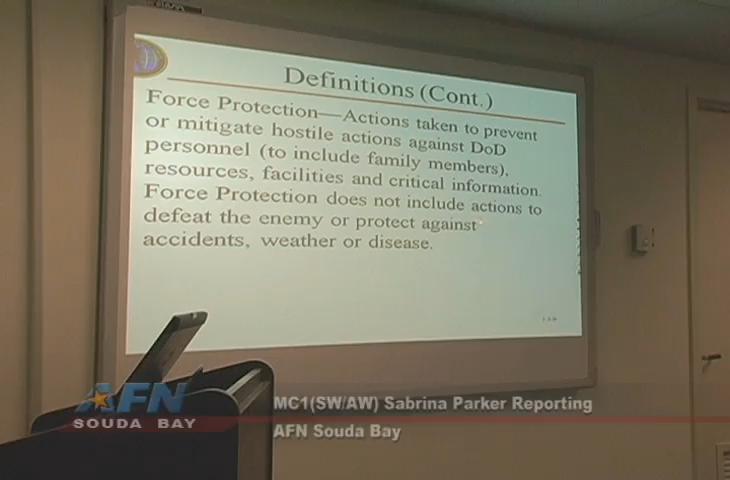 Definitions (Cont.)
Force Protection—Actions taken to prevent
or mitigate hostile actions against DoD
personnel (to include family members),
resources, facilities and critical information.
Force Protection does not include actions to
defeat the enemy or protect against
accidents, weather or disease.
AFN
SOUDA BAY
MC1(SW/AW) Sabrina Parker Reporting
AFN Souda Bay